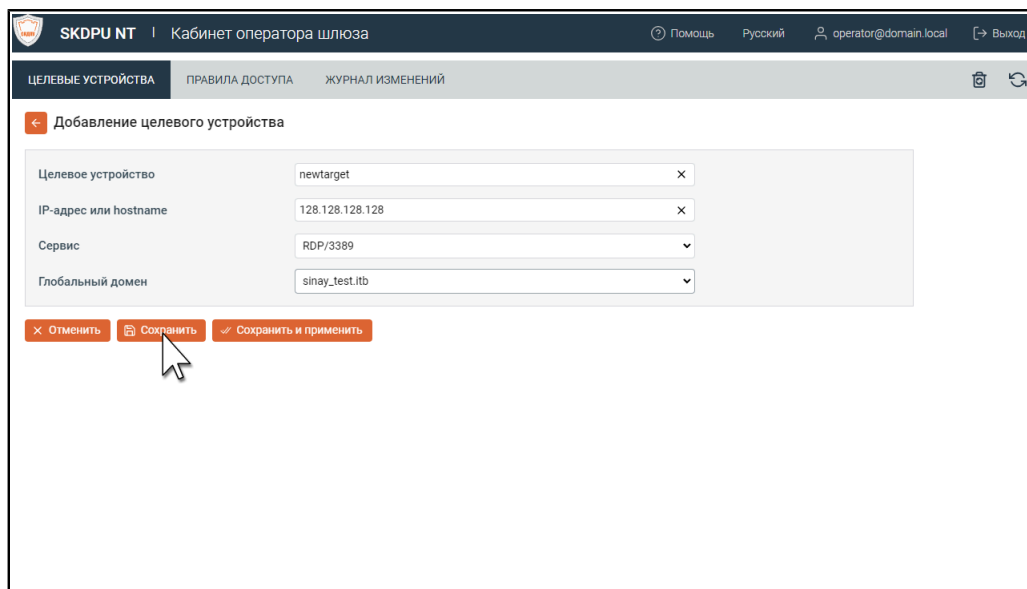 SKDPU NT | Кабинет оператора шлюза Помощь Русский operator@domain.local Выход
ЦЕЛЕВЫЕ УСТРОЙСТВА ПРАВИЛА ДОСТУПА ЖУРНАЛ ИЗМЕНЕНИЙ
Добавление целевого устройства
Целевое устройство newtarget
IP-адрес или hostname 128.128.128.128
Сервис RDP/3389
Глобальный домен sinay_test.itb
Отменить Сохранить Сохранить и применить